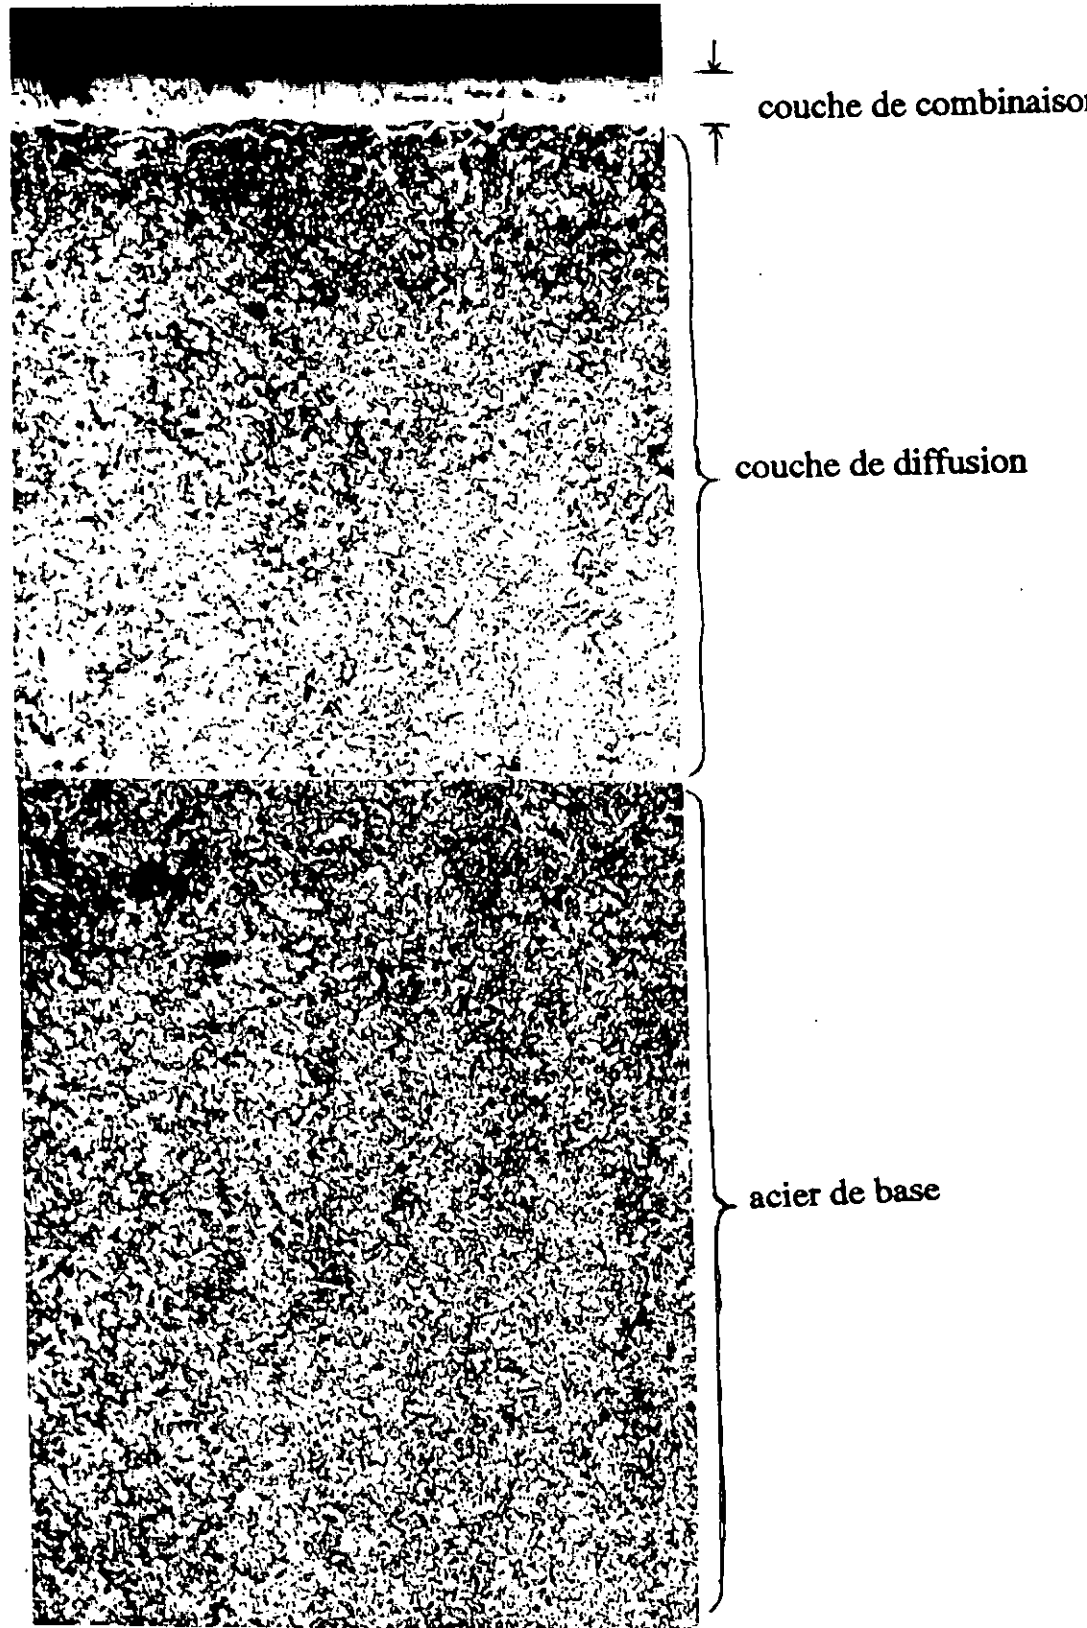 couche de combinaison
couche de diffusion
acier de base